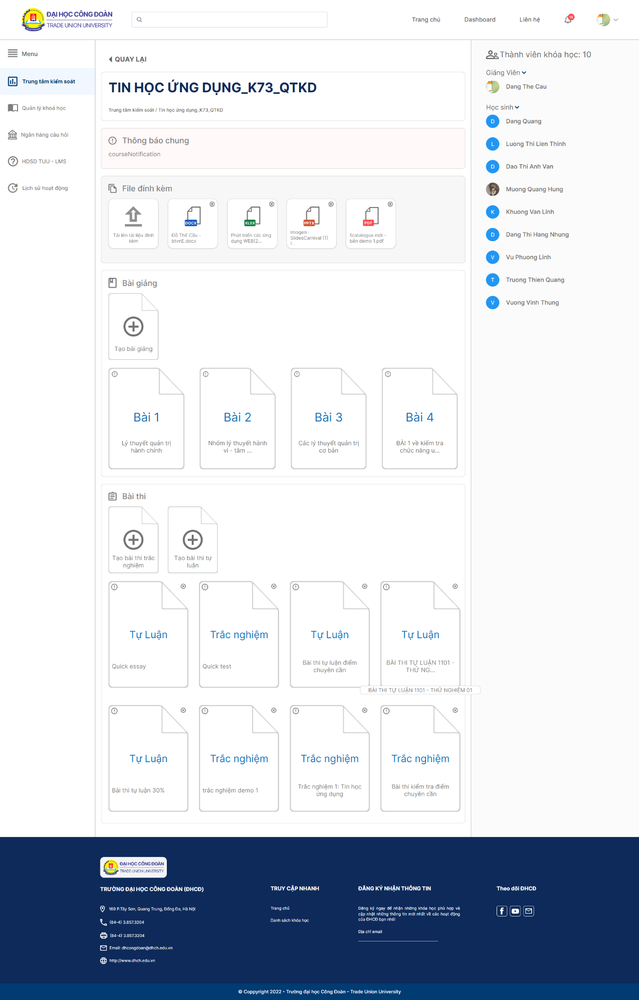 ĐẠI HỌC CÔNG ĐOÀN
TRADE UNION UNIVERSITY
Trang chủ
Dashboard
Liên hệ
15
Menu
Trung tâm kiểm soát
Quản lý khoá học
Ngân hàng câu hỏi
HDSD TUU - LMS
Lịch sử hoạt động
QUAY LẠI
TIN HỌC ỨNG DỤNG_K73_QTKD
Trung tâm kiểm soát / Tin học ứng dụng_K73_QTKD
Thông báo chung
courseNotification
File đính kèm
Tải lên tài liệu đính
kèm
DOCX
Đỗ Thế Cầu -
btvnE.docx
XLSX
Phát triển các ứng
dụng WEB(2...
PPTX
Imogen ·
SlidesCarnival (1)
(...
PDF
1catalogue mới -
bản demo 1.pdf
Bài giảng
Tạo bài giảng
Bài 1
Lý thuyết quản trị
hành chính
Bài 2
Nhóm lý thuyết hành
vi - tâm ...
Bài 3
Các lý thuyết quản trị
cơ bản
Bài 4
BÀI 1 về kiểm tra
chức năng u...
Bài thi
Tạo bài thi trắc
nghiệm
Tạo bài thi tự
luận
Tự Luận
Quick essay
Trắc nghiệm
Quick test
Tự Luận
Bài thi tự luận điểm
chuyên cần
Tự Luận
BÀI THI TỰ LUẬN 1101 -
THỬ NG...
BÀI THI TỰ LUẬN 1101 - THỬ NGHIỆM 01
Tự Luận
Bài thi tự luận 30%
Trắc nghiệm
trắc nghiệm demo 1
Trắc nghiệm
Trắc nghiệm 1: Tin học
ứng dụng
Trắc nghiệm
Bài thi kiểm tra điểm
chuyên cần
Thành viên khóa học: 10
Giảng Viên
Dang The Cau
Học sinh
D
Dang Quang
L
Luong Thi Lien Thinh
D
Dao Thi Anh Van
Muong Quang Hung
K
Khuong Van Linh
D
Dang Thi Hang Nhung
V
Vu Phuong Linh
T
Truong Thien Quang
V
Vuong Vinh Thung
ĐẠI HỌC CÔNG ĐOÀN
TRADE UNION UNIVERSITY
TRƯỜNG ĐẠI HỌC CÔNG ĐOÀN (ĐHCĐ)
169 P.Tây Sơn, Quang Trung, Đống Đa, Hà Nội
(84-4) 3.857.3204
(84-4) 3.857.3204
Email: dhcongdoan@dhch.edu.vn
http://www.dhch.edu.vn
TRUY CẬP NHANH
Trang chủ
Danh sách khóa học
ĐĂNG KÝ NHẬN THÔNG TIN
Đăng ký ngay để nhận những khóa học phù hợp và
cập nhật những thông tin mới nhất về các hoạt động
của ĐHCĐ bạn nhé!
Địa chỉ email
Theo dõi ĐHCĐ
© Coppyright 2022 - Trường đại học Công Đoàn - Trade Union University